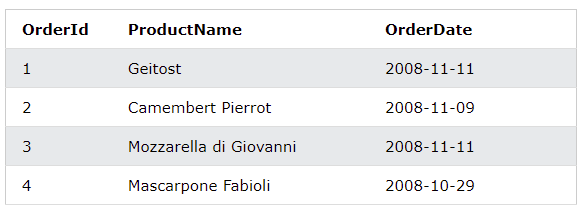 OrderId ProductName OrderDate
1 Geitost 2008-11-11
2 Camembert Pierrot 2008-11-09
3 Mozzarella di Giovanni 2008-11-11
4 Mascarpone Fabioli 2008-10-29